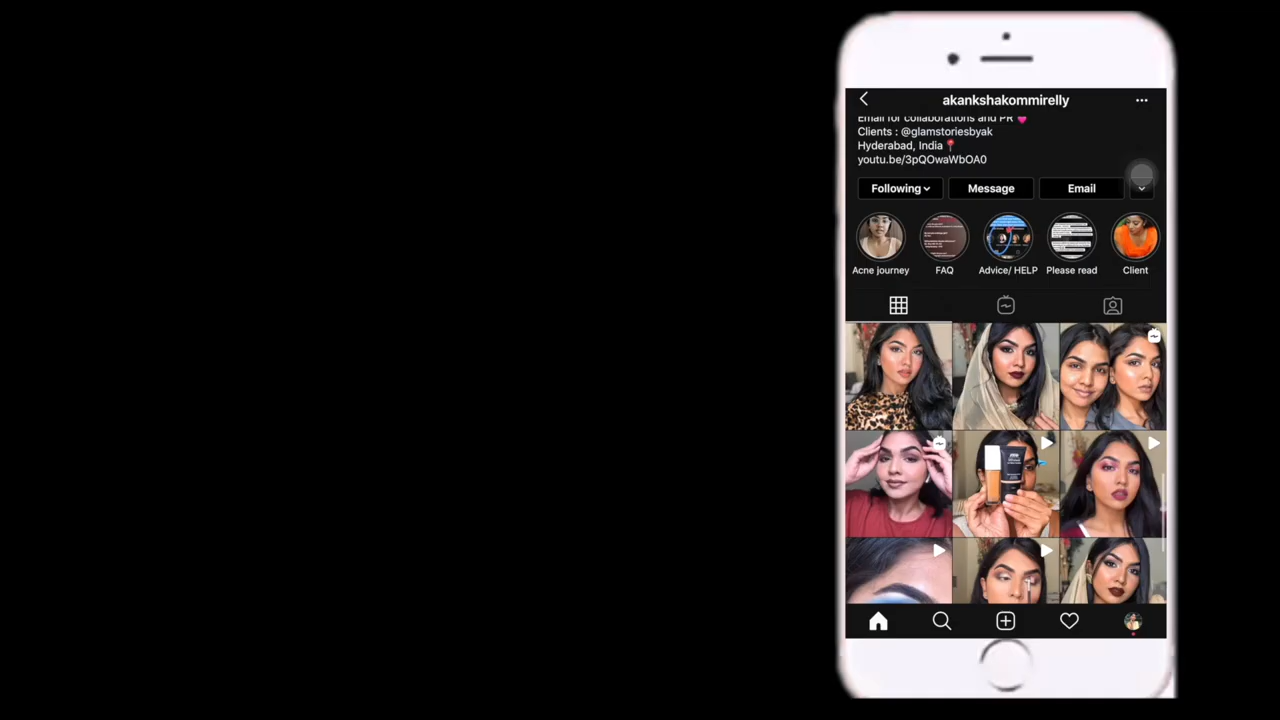 akankshakommirelly
Email for collaborations and PR
Clients : @glamstoriesbyak
Hyderabad, India
youtu.be/3pQOwaWbOA0
Following Message Email
Acne journey FAQ Advice/ HELP Please read Client